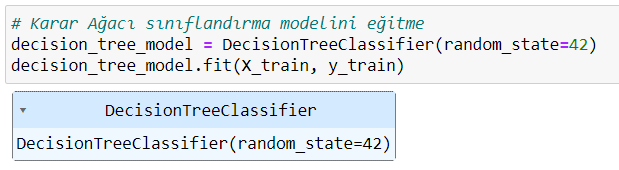 # Karar Ağacı sınıflandırma modelini eğitme
decision_tree_model = DecisionTreeClassifier(random_state=42)
decision_tree_model.fit(X_train, y_train)
▾ DecisionTreeClassifier
DecisionTreeClassifier(random_state=42)